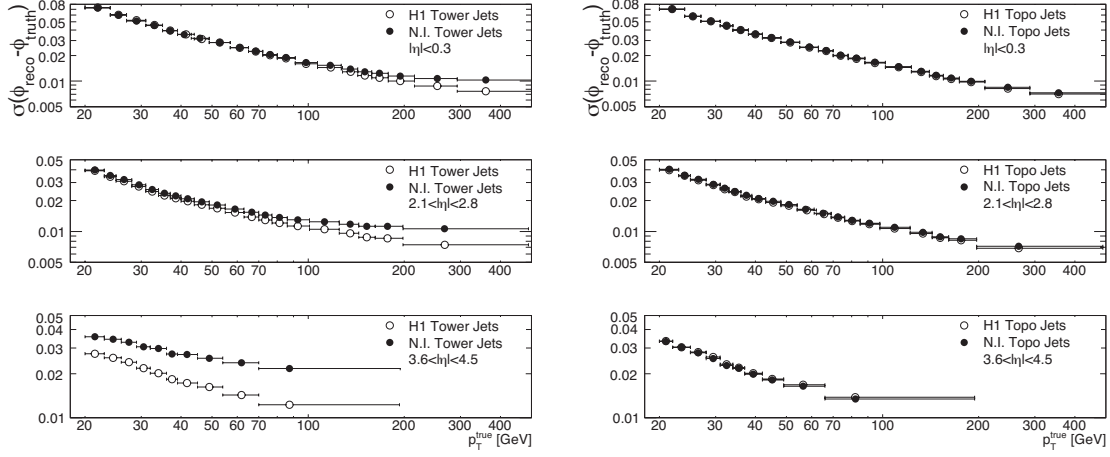 σ(ϕreco-ϕtruth)
0.08
0.05
0.03
0.02
0.01
0.005
H1 Tower Jets
N.I. Tower Jets
|η|<0.3
20 30 40 50 60 70 100 200 300 400
0.05
0.03
0.02
0.01
0.005
H1 Tower Jets
N.I. Tower Jets
2.1<|η|<2.8
20 30 40 50 60 70 100 200 300 400
0.05
0.04
0.03
0.02
0.01
H1 Tower Jets
N.I. Tower Jets
3.6<|η|<4.5
20 30 40 50 60 70 100 200 300 400
pTtrue [GeV]
σ(ϕreco-ϕtruth)
0.08
0.05
0.03
0.02
0.01
0.005
H1 Topo Jets
N.I. Topo Jets
|η|<0.3
20 30 40 50 60 70 100 200 300 400
0.05
0.03
0.02
0.01
0.005
H1 Topo Jets
N.I. Topo Jets
2.1<|η|<2.8
20 30 40 50 60 70 100 200 300 400
0.05
0.04
0.03
0.02
0.01
H1 Topo Jets
N.I. Topo Jets
3.6<|η|<4.5
20 30 40 50 60 70 100 200 300 400
pTtrue [GeV]